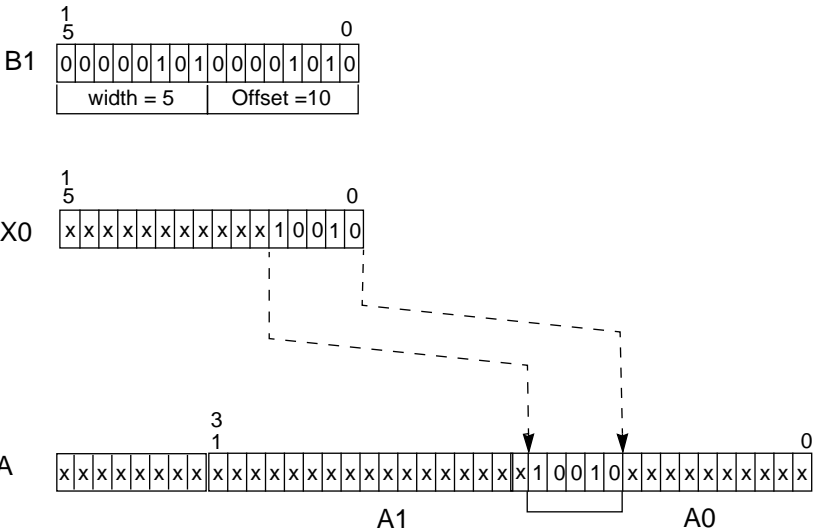 1
5 0
B1 0 0 0 0 0 1 0 1 0 0 0 0 1 0 1 0
width = 5 Offset =10
1
5 0
X0 x x x x x x x x x x x 1 0 0 1 0
3
1 0
A x x x x x x x x x x x x x x x x x x x x x x x x x 1 0 0 1 0 x x x x x x x x x x
A1 A0